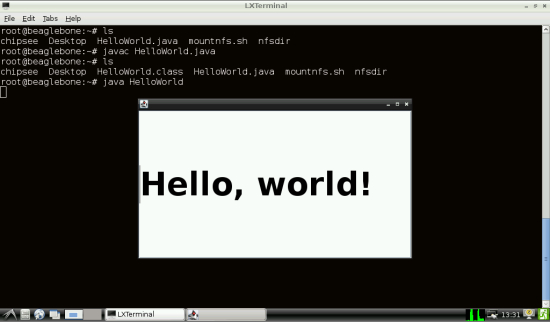 LXTerminal
File Edit Tabs Help
root@beaglebone:~# ls
chipsee Desktop HelloWorld.java mountnfs.sh nfsdir
root@beaglebone:~# javac HelloWorld.java
root@beaglebone:~# ls
chipsee Desktop HelloWorld.class HelloWorld.java mountnfs.sh nfsdir
root@beaglebone:~# java HelloWorld
Hello, world!
LXTerminal
13:31